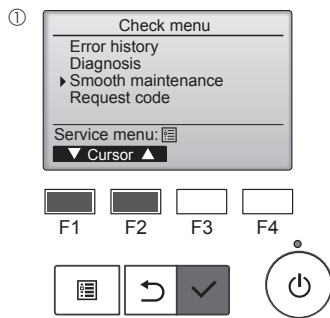 ①
Check menu
Error history
Diagnosis
Smooth maintenance
Request code
Service menu:
▼ Cursor ▲
F1 F2 F3 F4